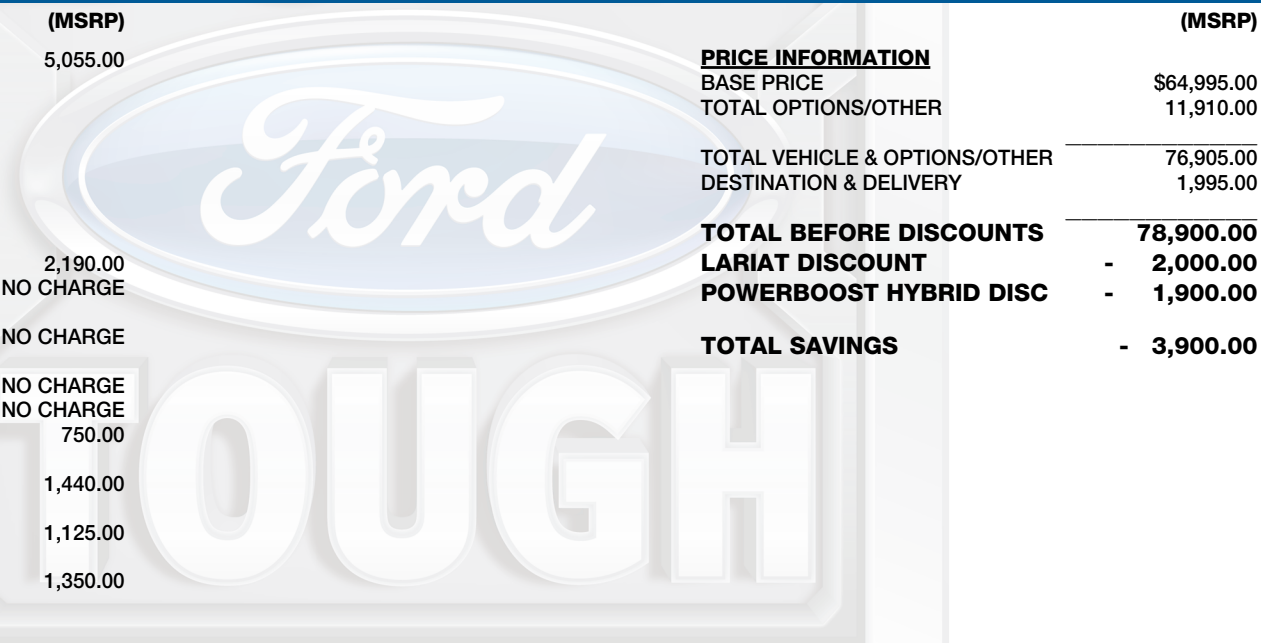 (MSRP)
5,055.00
2,190.00
NO CHARGE
NO CHARGE
NO CHARGE
NO CHARGE
750.00
1,440.00
1,125.00
1,350.00
(MSRP)
PRICE INFORMATION
BASE PRICE $64,995.00
TOTAL OPTIONS/OTHER 11,910.00
TOTAL VEHICLE & OPTIONS/OTHER 76,905.00
DESTINATION & DELIVERY 1,995.00
TOTAL BEFORE DISCOUNTS 78,900.00
LARIAT DISCOUNT - 2,000.00
POWERBOOST HYBRID DISC - 1,900.00
TOTAL SAVINGS - 3,900.00
Ford
TOUGH